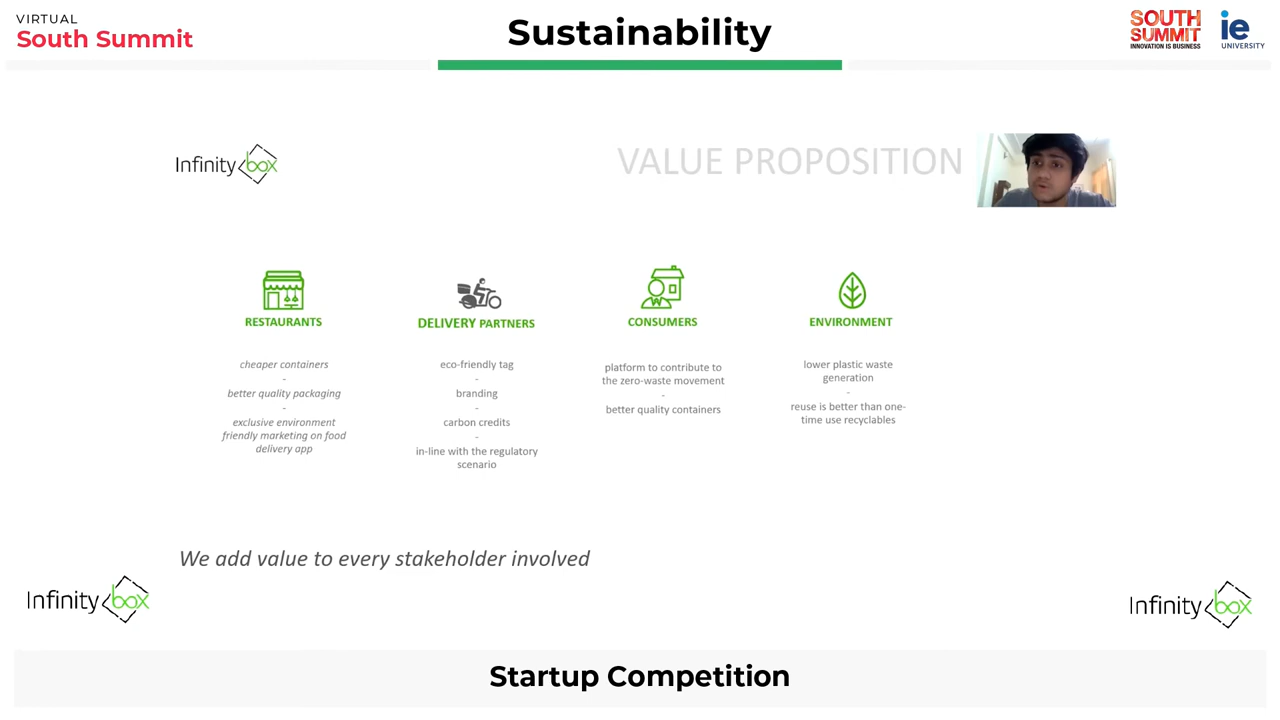 VIRTUAL
South Summit
Sustainability
SOUTH
SUMMIT
INNOVATION IS BUSINESS
ie
UNIVERSITY
Infinity box
VALUE PROPOSITION
RESTAURANTS
cheaper containers
-
better quality packaging
-
exclusive environment
friendly marketing on food
delivery app
DELIVERY PARTNERS
eco-friendly tag
-
branding
-
carbon credits
-
in-line with the regulatory
scenario
CONSUMERS
platform to contribute to
the zero-waste movement
-
better quality containers
ENVIRONMENT
lower plastic waste
generation
-
reuse is better than one-
time use recyclables
We add value to every stakeholder involved
Infinity box
Infinity box
Startup Competition